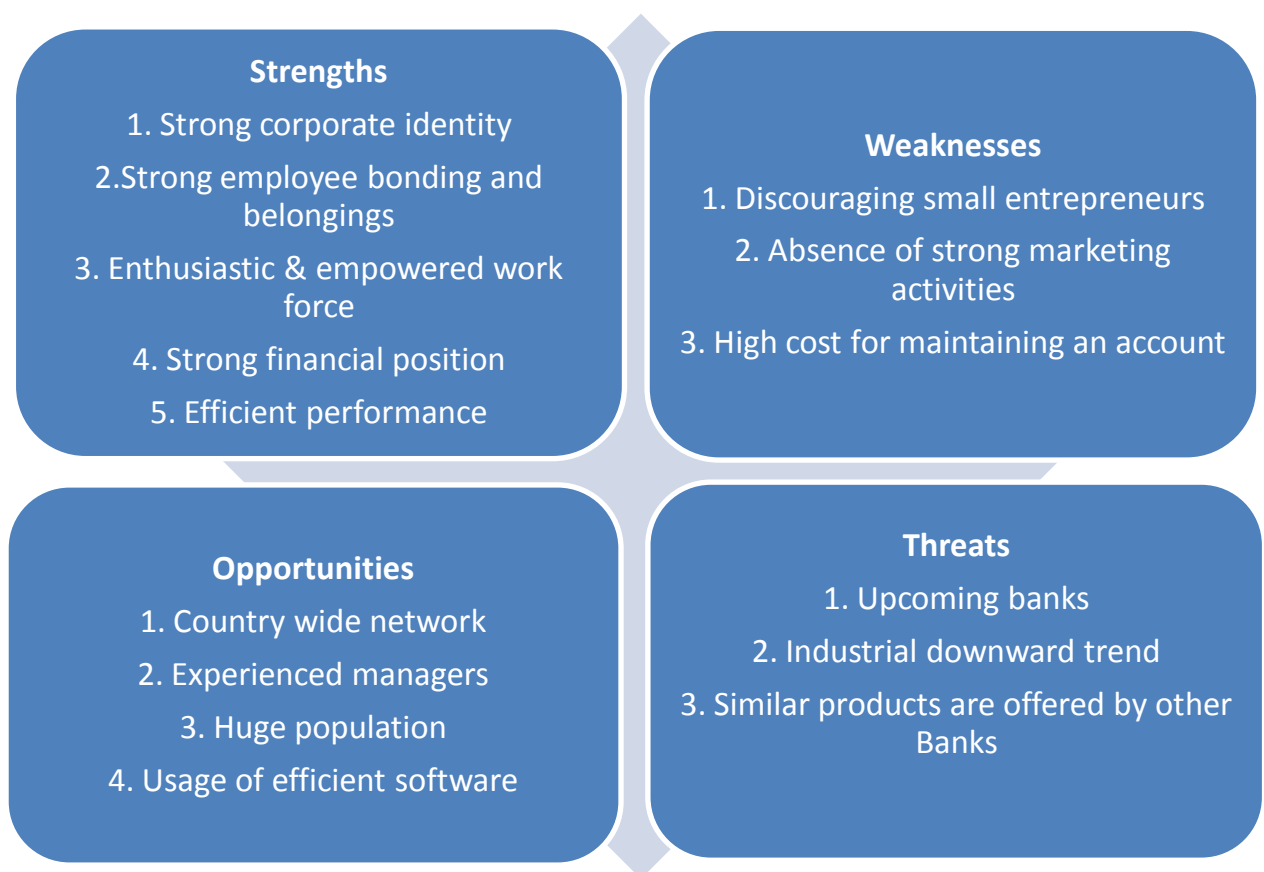 Strengths
1. Strong corporate identity
2.Strong employee bonding and
belongings
3. Enthusiastic & empowered work
force
4. Strong financial position
5. Efficient performance
Weaknesses
1. Discouraging small entrepreneurs
2. Absence of strong marketing
activities
3. High cost for maintaining an account
Opportunities
1. Country wide network
2. Experienced managers
3. Huge population
4. Usage of efficient software
Threats
1. Upcoming banks
2. Industrial downward trend
3. Similar products are offered by other
Banks